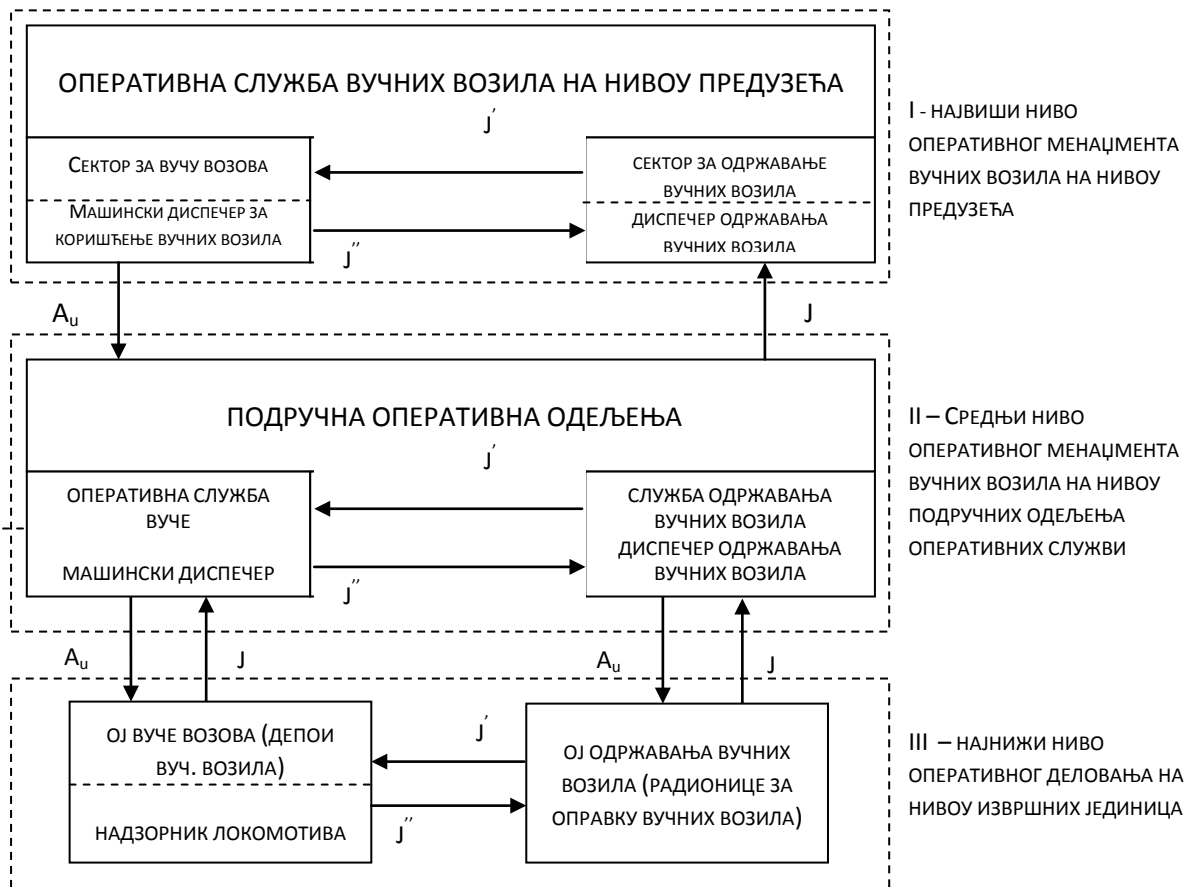 ОПЕРАТИВНА СЛУЖБА ВУЧНИХ ВОЗИЛА НА НИВОУ ПРЕДУЗЕЋА
Ј′
СЕКТОР ЗА ВУЧУ ВОЗОВА
МАШИНСКИ ДИСПЕЧЕР ЗА
КОРИШЋЕЊЕ ВУЧНИХ ВОЗИЛА
СЕКТОР ЗА ОДРЖАВАЊЕ
ВУЧНИХ ВОЗИЛА
ДИСПЕЧЕР ОДРЖАВАЊА
ВУЧНИХ ВОЗИЛА
Ј′′
I - НАЈВИШИ НИВО
ОПЕРАТИВНОГ МЕНАЏМЕНТА
ВУЧНИХ ВОЗИЛА НА НИВОУ
ПРЕДУЗЕЋА
Au
Ј
ПОДРУЧНА ОПЕРАТИВНА ОДЕЉЕЊА
Ј′
ОПЕРАТИВНА СЛУЖБА
ВУЧЕ
МАШИНСКИ ДИСПЕЧЕР
СЛУЖБА ОДРЖАВАЊА
ВУЧНИХ ВОЗИЛА
ДИСПЕЧЕР ОДРЖАВАЊА
ВУЧНИХ ВОЗИЛА
Ј′′
II – СРЕДЊИ НИВО
ОПЕРАТИВНОГ МЕНАЏМЕНТА
ВУЧНИХ ВОЗИЛА НА НИВОУ
ПОДРУЧНИХ ОДЕЉЕЊА
ОПЕРАТИВНИХ СЛУЖБИ
Au
Ј
Au
Ј
ОЈ ВУЧЕ ВОЗОВА (ДЕПОИ
ВУЧ. ВОЗИЛА)
НАДЗОРНИК ЛОКОМОТИВА
Ј′
Ј′′
ОЈ ОДРЖАВАЊА ВУЧНИХ
ВОЗИЛА (РАДИОНИЦЕ ЗА
ОПРАВКУ ВУЧНИХ ВОЗИЛА)
III – НАЈНИЖИ НИВО
ОПЕРАТИВНОГ ДЕЛОВАЊА НА
НИВОУ ИЗВРШНИХ ЈЕДИНИЦА